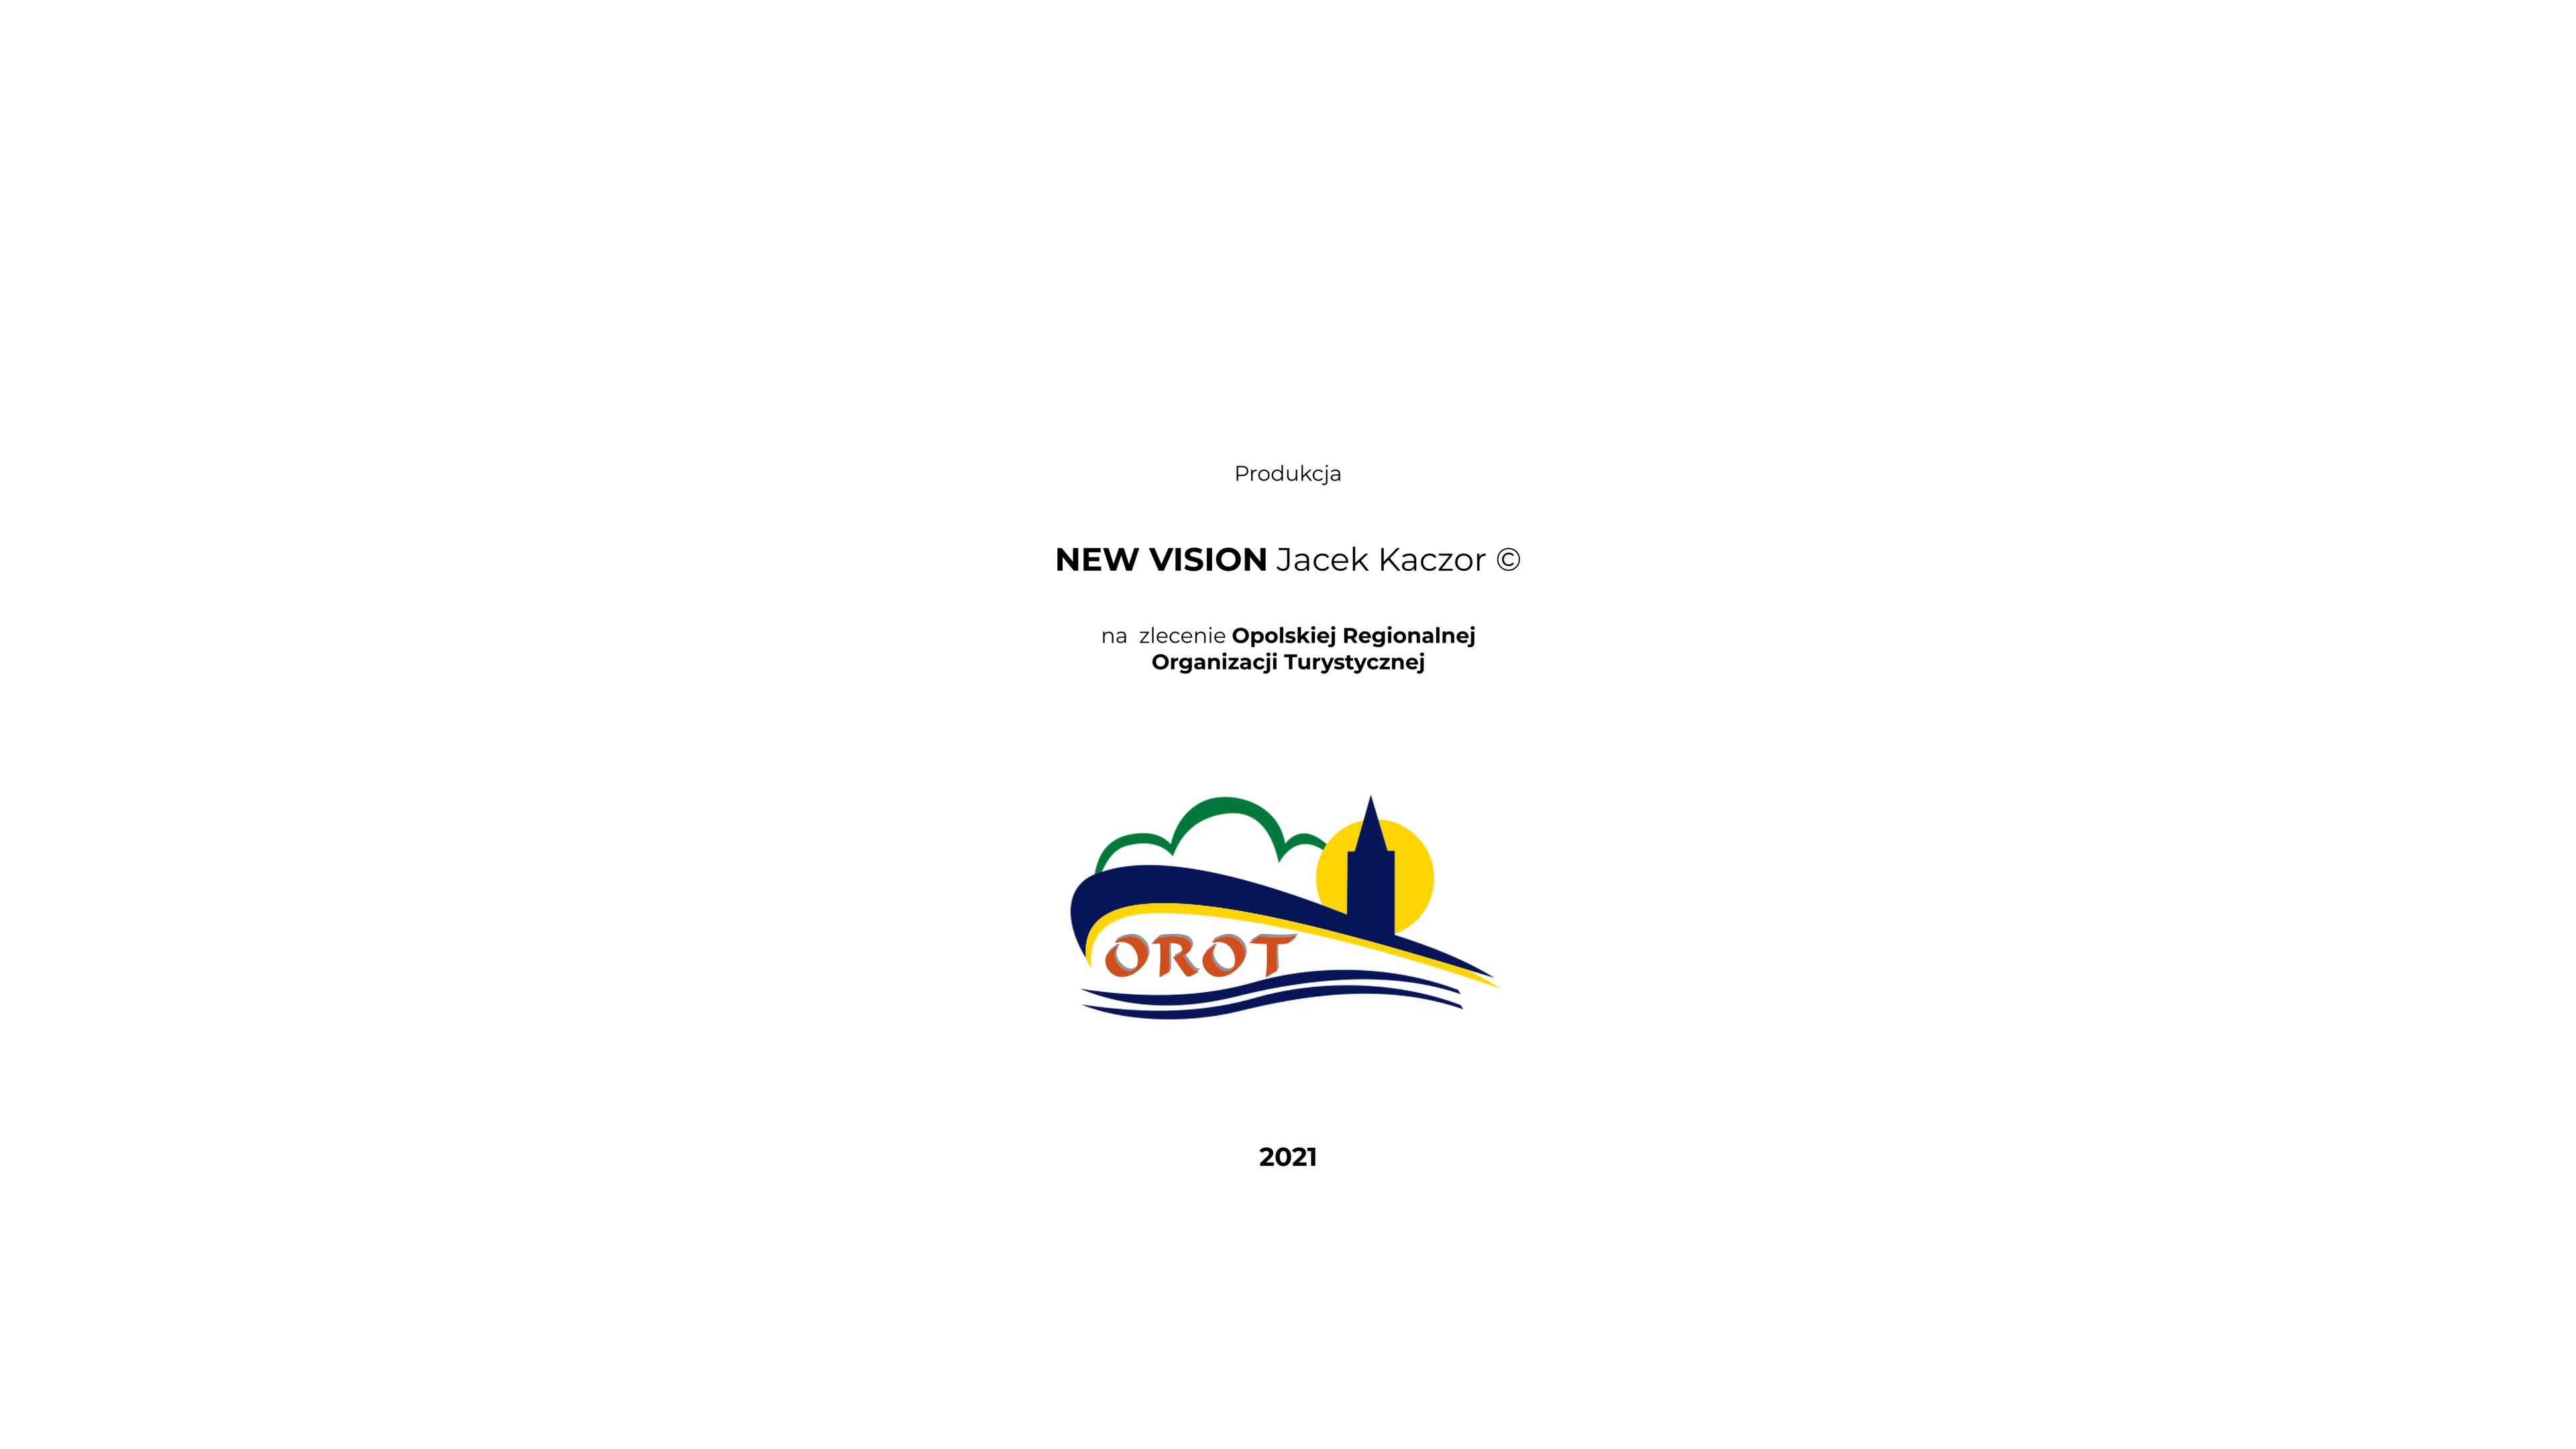 Produkcja
NEW VISION Jacek Kaczor ©
na zlecenie Opolskiej Regionalnej
Organizacji Turystycznej
OROT
2021